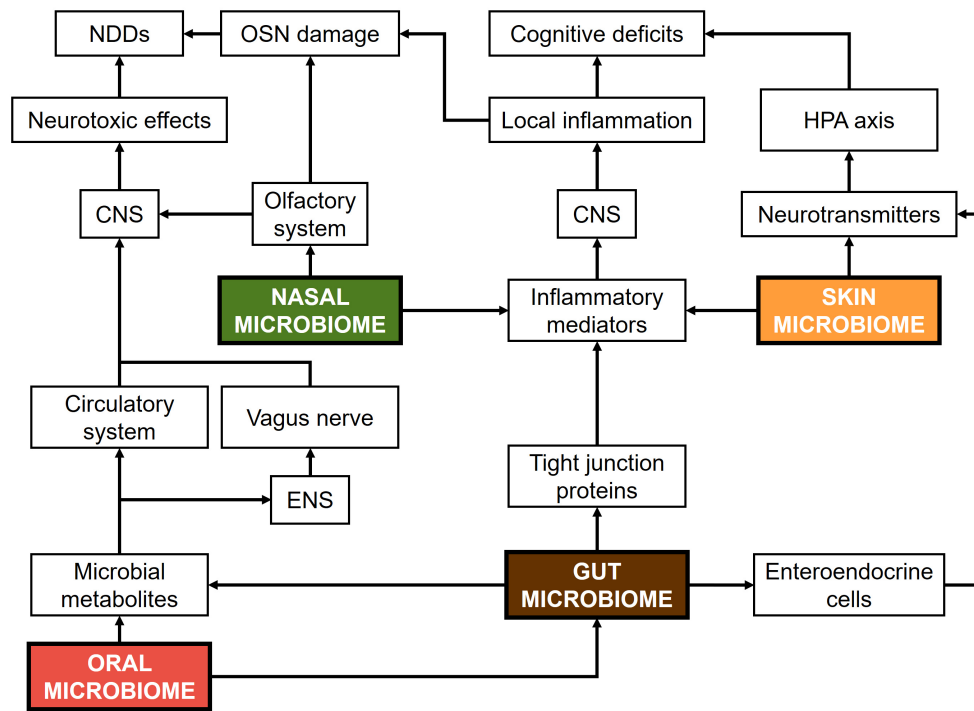 NDDs
OSN damage
Cognitive deficits
Neurotoxic effects
Local inflammation
HPA axis
CNS
Olfactory
system
CNS
Neurotransmitters
NASAL
MICROBIOME
Inflammatory
mediators
SKIN
MICROBIOME
Circulatory
system
Vagus nerve
Tight junction
proteins
ENS
Microbial
metabolites
GUT
MICROBIOME
Enteroendocrine
cells
ORAL
MICROBIOME